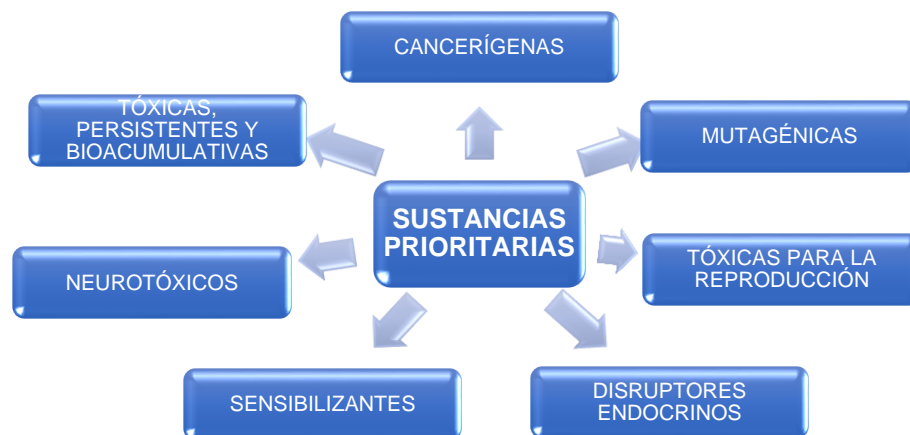 CANCERÍGENAS
TÓXICAS,
PERSISTENTES Y
BIOACUMULATIVAS
MUTAGÉNICAS
SUSTANCIAS
PRIORITARIAS
TÓXICAS PARA LA
REPRODUCCIÓN
NEUROTÓXICOS
SENSIBILIZANTES
DISRUPTORES
ENDOCRINOS